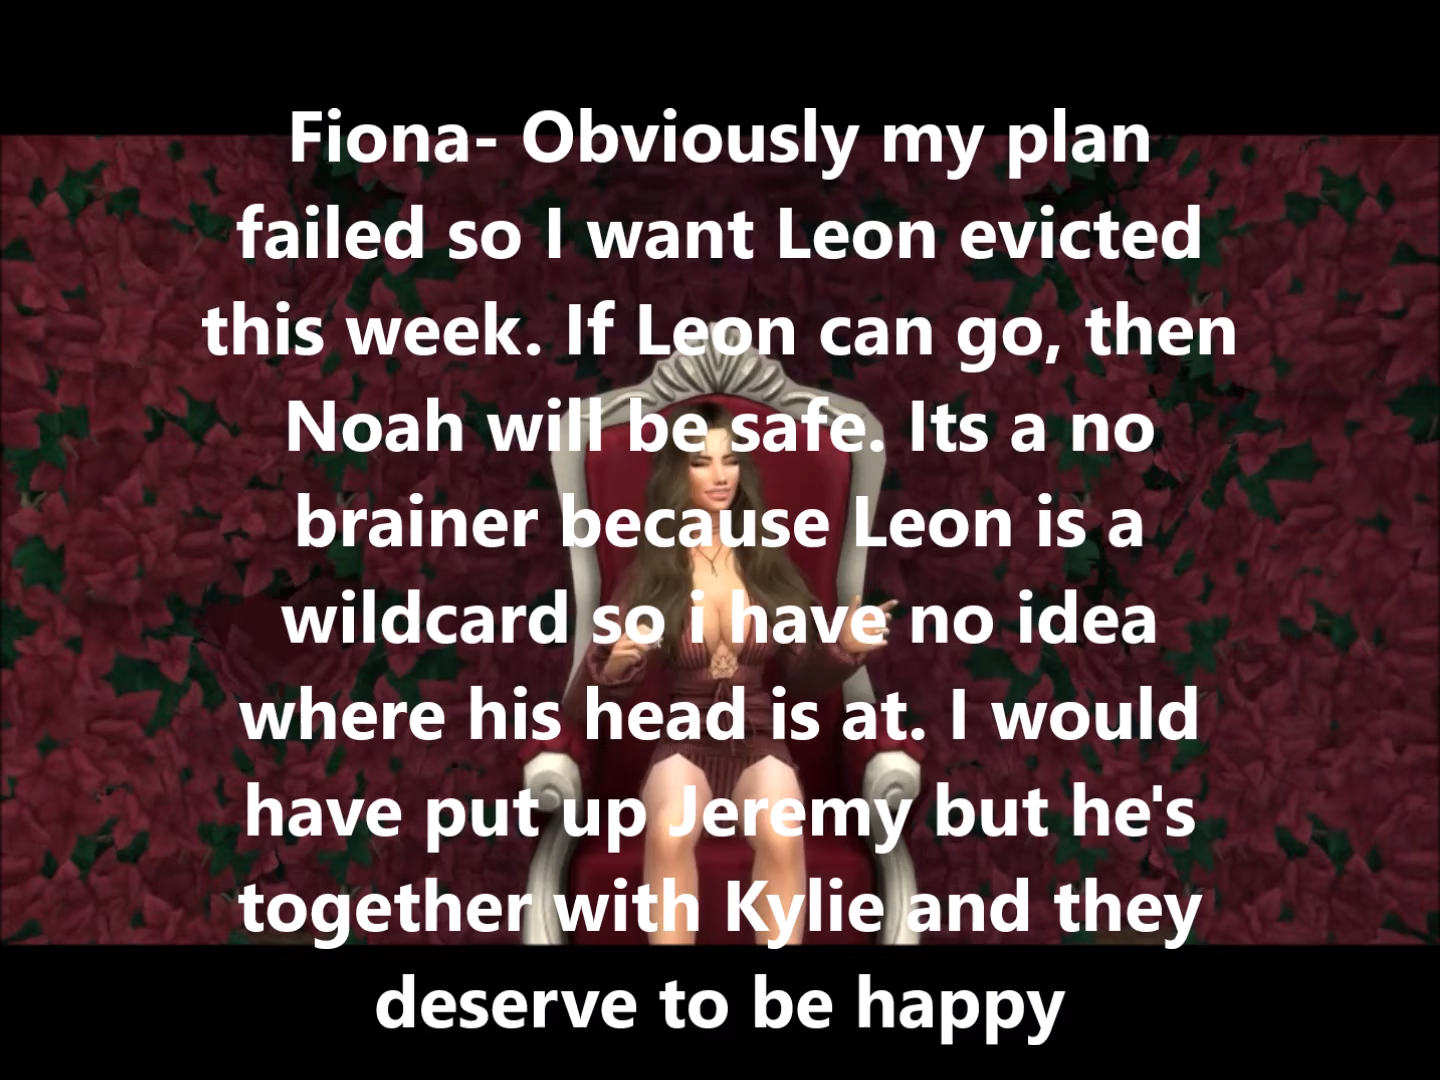 Fiona- Obviously my plan
failed so I want Leon evicted
this week. If Leon can go, then
Noah will be safe. Its a no
brainer because Leon is a
wildcard so i have no idea
where his head is at. I would
have put up Jeremy but he's
together with Kylie and they
deserve to be happy